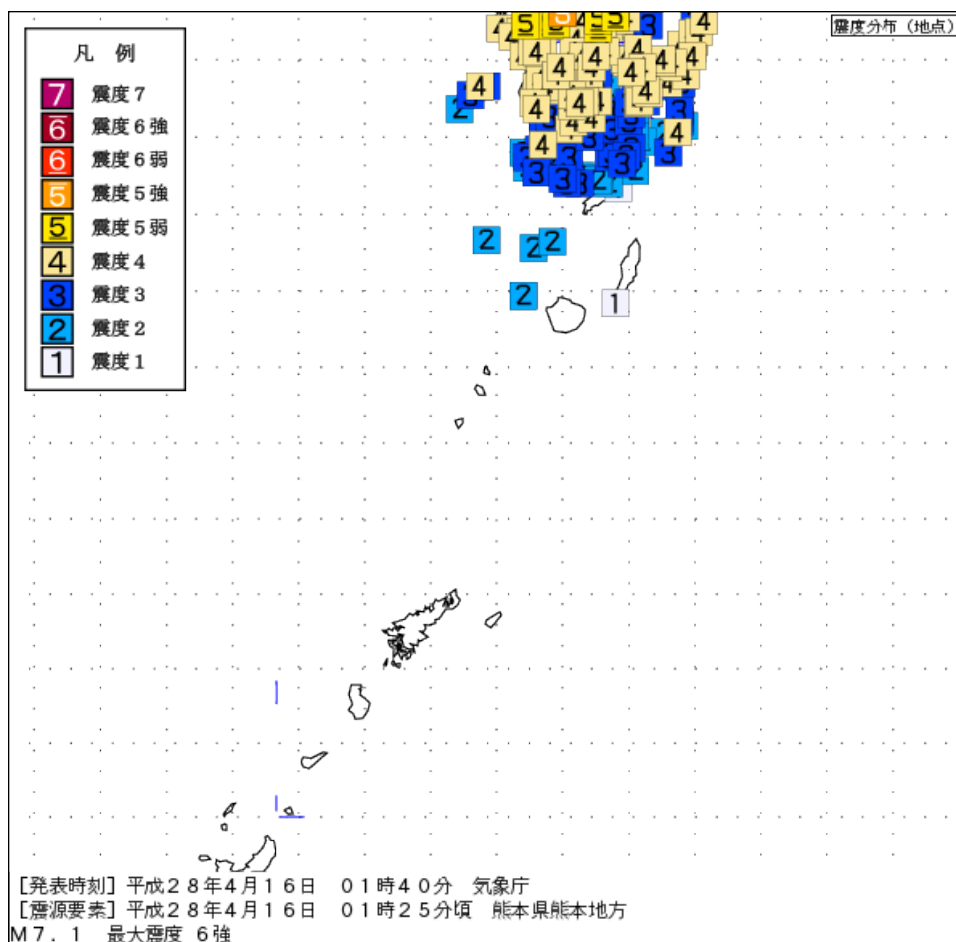 震度分布（地点）
凡 例
7 震度７
6 震度６強
6 震度６弱
5 震度５強
5 震度５弱
4 震度４
3 震度３
2 震度２
1 震度１
［発表時刻］平成２８年４月１６日　０１時４０分　気象庁
［震源要素］平成２８年４月１６日　０１時２５分頃　熊本県熊本地方
Ｍ７．１　最大震度 ６強